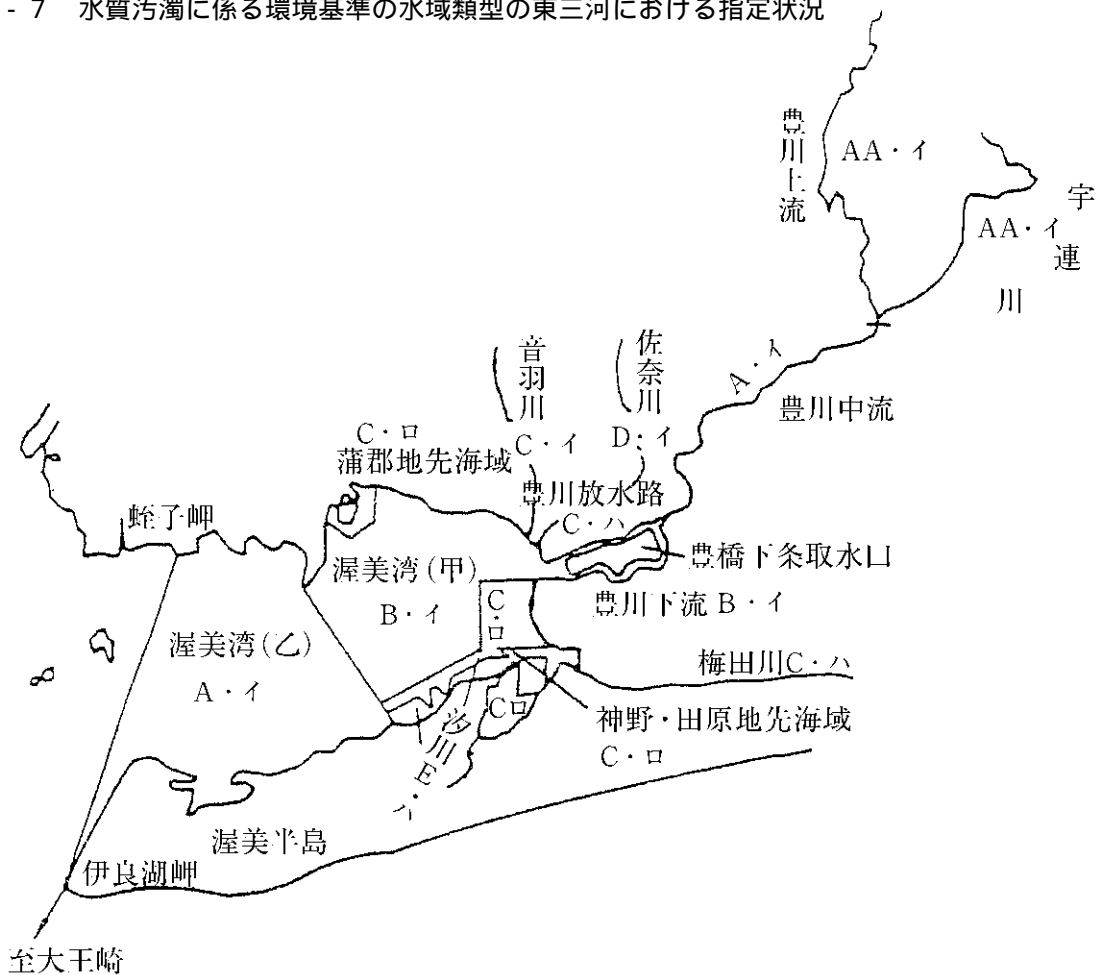 - 7 水質汚濁に係る環境基準の水域類型の東三河における指定状況
豊川上流
AA・イ
宇連川
AA・イ
A・イ
豊川中流
音羽川
C・イ
佐奈川
D・イ
C・ロ
蒲郡地先海域
豊川放水路
C・ハ
蛭子岬
豊橋下条取水口
渥美湾(甲)
B・イ
C・ロ
豊川下流 B・イ
渥美湾(乙)
A・イ
梅田川C・ハ
Cロ
汐川E・ハ
神野・田原地先海域
C・ロ
渥美半島
伊良湖岬
至大王崎